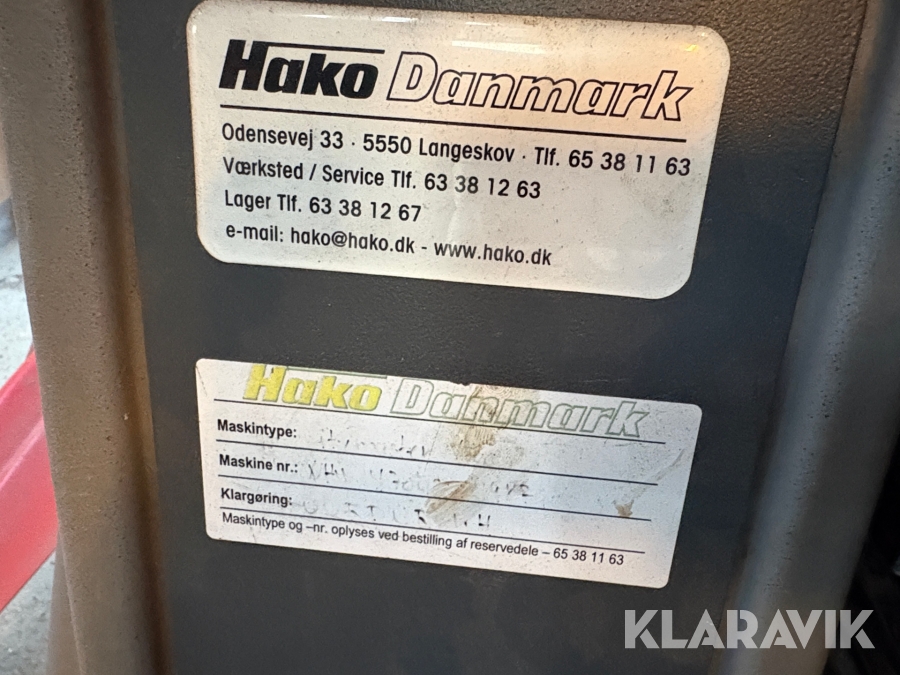 Hako Danmark
Odensevej 33 · 5550 Langeskov · Tlf. 65 38 11 63
Værksted / Service Tlf. 63 38 12 63
Lager Tlf. 63 38 12 67
e-mail: hako@hako.dk - www.hako.dk
Hako Danmark
Maskintype:
Maskine nr.:
Klargøring:
Maskintype og –nr. oplyses ved bestilling af reservedele – 65 38 11 63
KLARAVIK